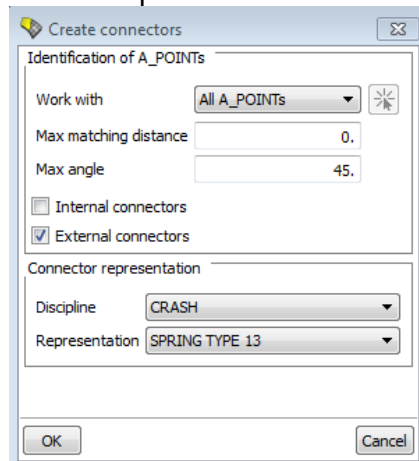 Create connectors
Identification of A_POINTs
Work with All A_POINTs
Max matching distance 0.
Max angle 45.
Internal connectors
External connectors
Connector representation
Discipline CRASH
Representation SPRING TYPE 13
OK Cancel